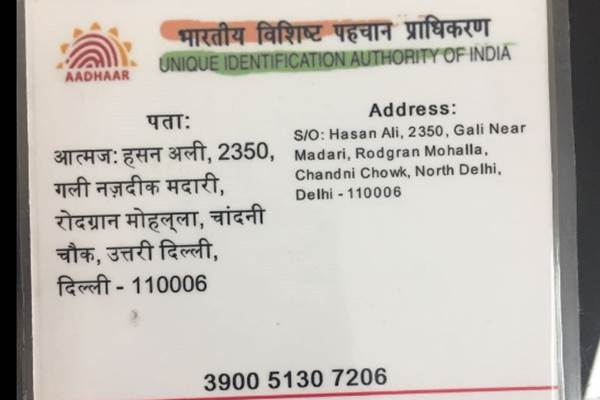 भारतीय विशिष्ट पहचान प्राधिकरण
UNIQUE IDENTIFICATION AUTHORITY OF INDIA
AADHAAR
पता:
आत्मज: हसन अली, 2350,
गली नज़दीक मदारी,
रोदग्रान मोहल्ला, चांदनी
चौक, उत्तरी दिल्ली,
दिल्ली - 110006
Address:
S/O: Hasan Ali, 2350, Gali Near
Madari, Rodgran Mohalla,
Chandni Chowk, North Delhi,
Delhi - 110006
3900 5130 7206